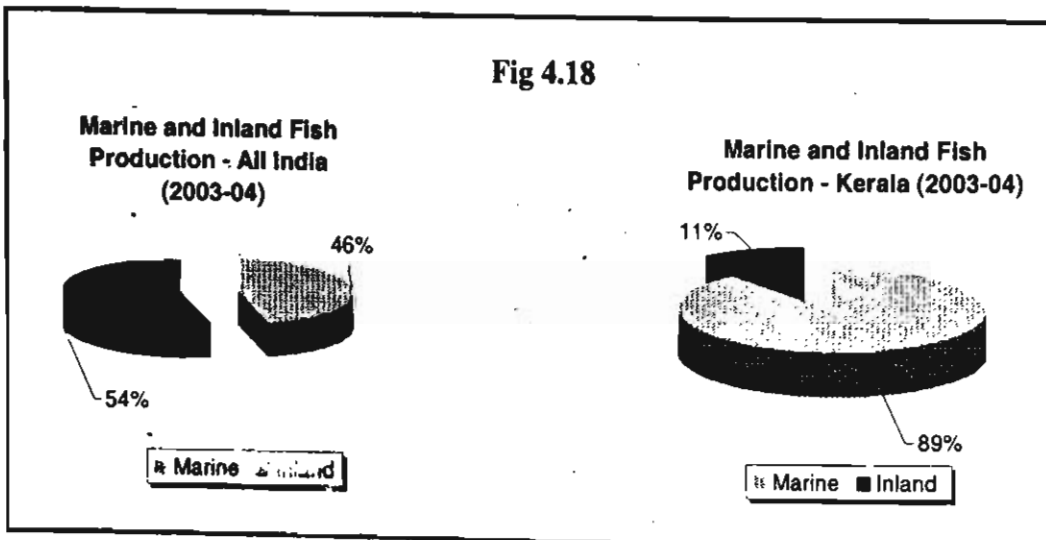 Fig 4.18
Marine and Inland Fish
Production - All India
(2003-04)
46%
54%
Marine Inland
Marine and Inland Fish
Production - Kerala (2003-04)
11%
89%
Marine Inland